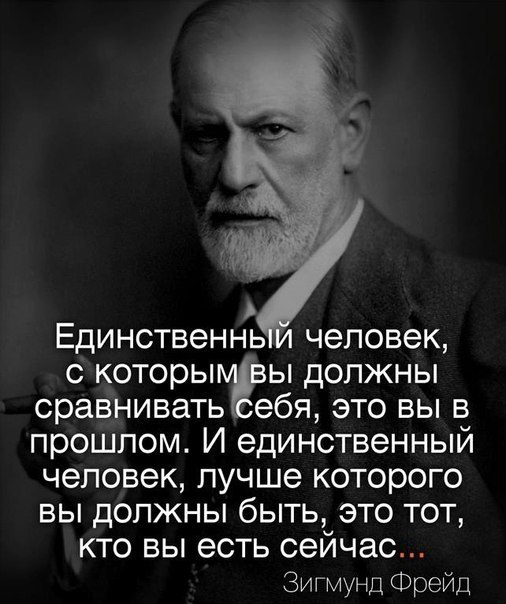 Единственный человек,
с которым вы должны
сравнивать себя, это вы в
прошлом. И единственный
человек, лучше которого
вы должны быть, это тот,
кто вы есть сейчас...
Зигмунд Фрейд